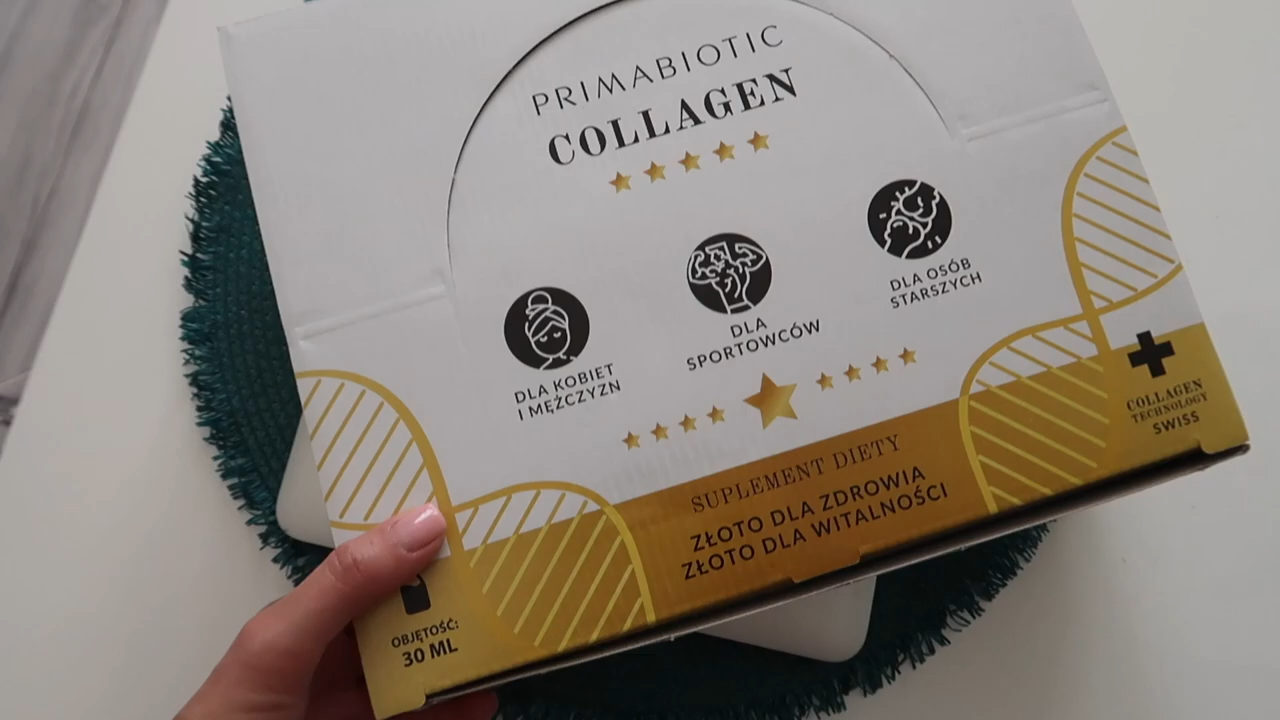 PRIMABIOTIC
COLLAGEN
DLA KOBIET
I MĘŻCZYZN
DLA
SPORTOWCÓW
DLA OSÓB
STARSZYCH
SUPLEMENT DIETY
ZŁOTO DLA ZDROWIA
ZŁOTO DLA WITALNOŚCI
OBJĘTOŚĆ:
30 ML
COLLAGEN
TECHNOLOGY
SWISS